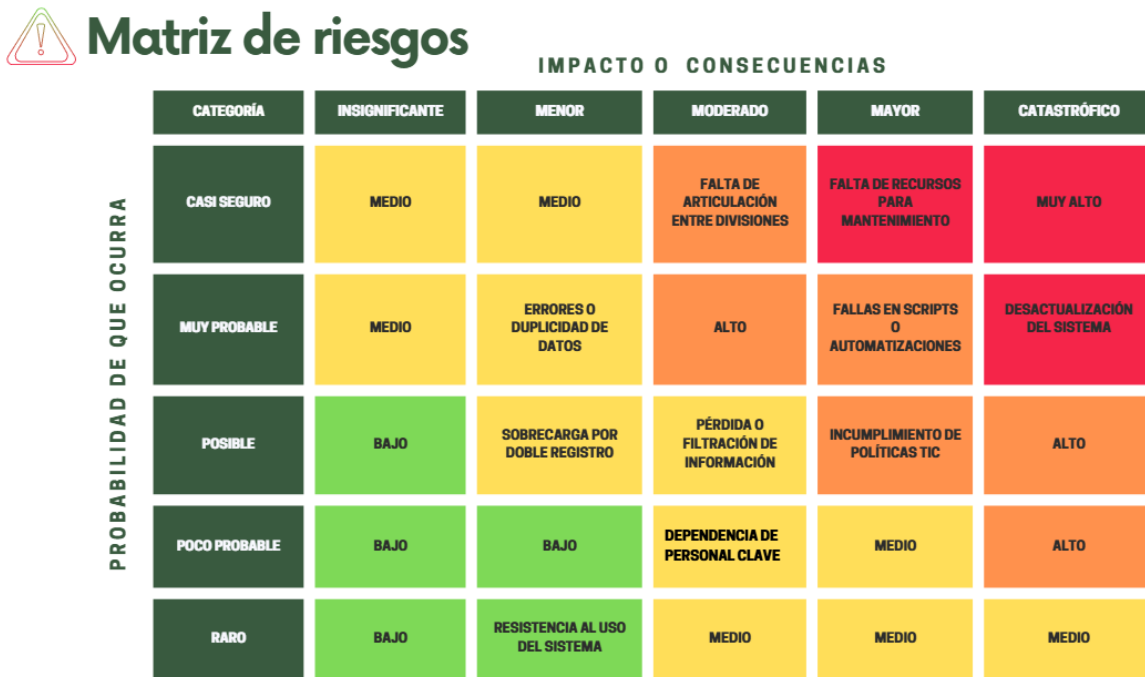 Matriz de riesgos
IMPACTO O CONSECUENCIAS
PROBABILIDAD DE QUE OCURRA
CATEGORÍA
INSIGNIFICANTE
MENOR
MODERADO
MAYOR
CATASTRÓFICO
CASI SEGURO
MEDIO
MEDIO
FALTA DE
ARTICULACIÓN
ENTRE DIVISIONES
FALTA DE RECURSOS
PARA
MANTENIMIENTO
MUY ALTO
MUY PROBABLE
MEDIO
ERRORES O
DUPLICIDAD DE
DATOS
ALTO
FALLAS EN SCRIPTS
O
AUTOMATIZACIONES
DESACTUALIZACIÓN
DEL SISTEMA
POSIBLE
BAJO
SOBRECARGA POR
DOBLE REGISTRO
PÉRDIDA O
FILTRACIÓN DE
INFORMACIÓN
INCUMPLIMIENTO DE
POLÍTICAS TIC
ALTO
POCO PROBABLE
BAJO
BAJO
DEPENDENCIA DE
PERSONAL CLAVE
MEDIO
ALTO
RARO
BAJO
RESISTENCIA AL USO
DEL SISTEMA
MEDIO
MEDIO
MEDIO